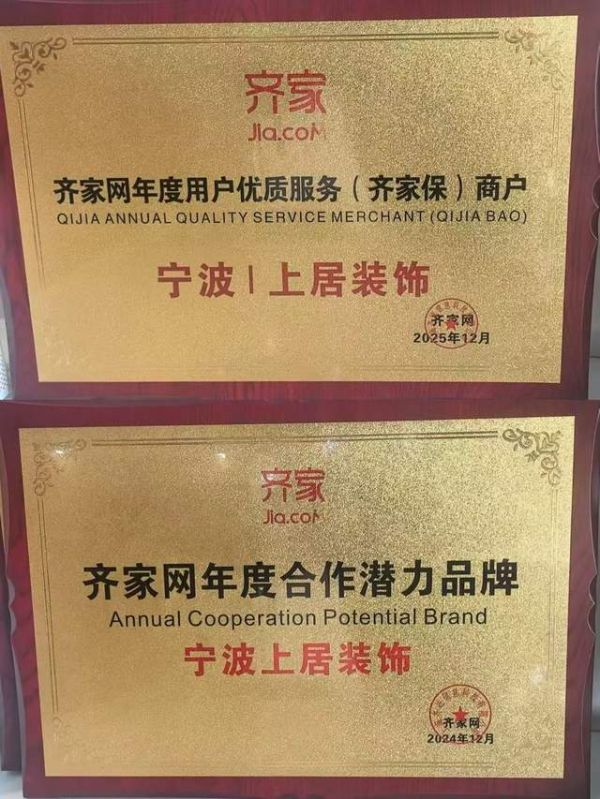 齐家
Jia.coM
齐家网年度用户优质服务（齐家保）商户
QIJIA ANNUAL QUALITY SERVICE MERCHANT (QIJIA BAO)
宁波|上居装饰
齐家网
2025年12月
齐家
Jia.coM
齐家网年度合作潜力品牌
Annual Cooperation Potential Brand
宁波上居装饰
齐家网
2024年12月